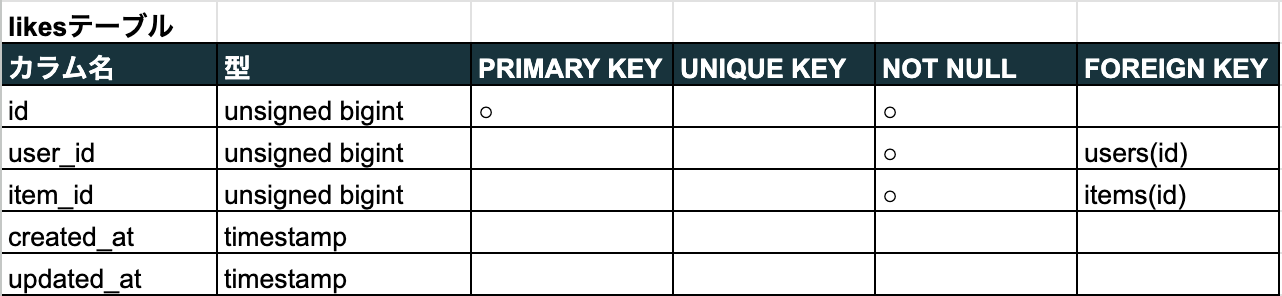 likesテーブル
カラム名 型 PRIMARY KEY UNIQUE KEY NOT NULL FOREIGN KEY
id unsigned bigint ○ ○
user_id unsigned bigint ○ users(id)
item_id unsigned bigint ○ items(id)
created_at timestamp
updated_at timestamp